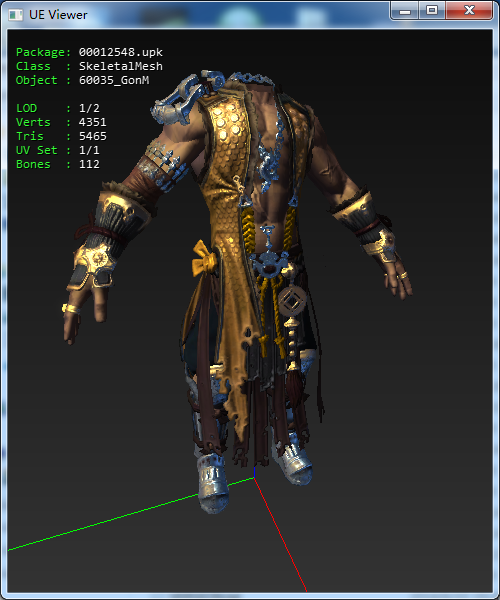 UE Viewer
Package: 00012548.upk
Class : SkeletalMesh
Object : 60035_GonM
LOD : 1/2
Verts : 4351
Tris : 5465
UV Set : 1/1
Bones : 112